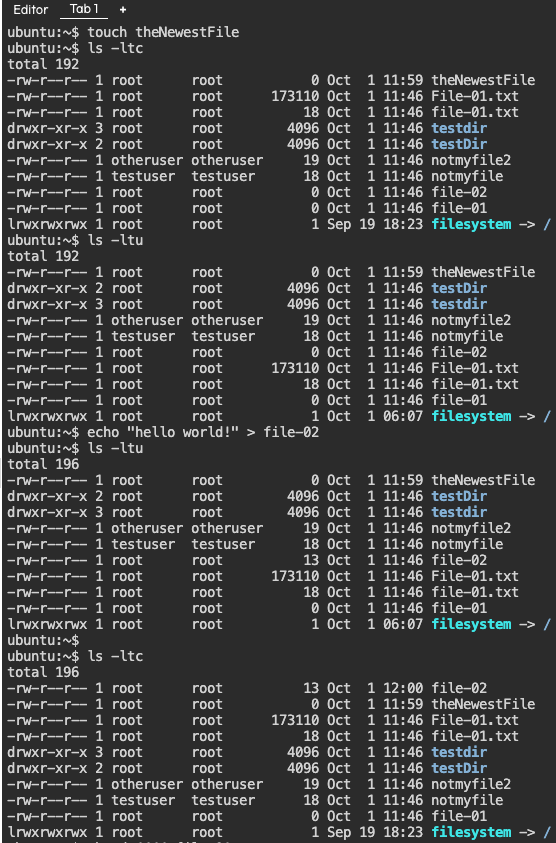 Editor Tab 1 +
ubuntu:~$ touch theNewestFile
ubuntu:~$ ls -ltc
total 192
-rw-r--r-- 1 root      root           0 Oct  1 11:59 theNewestFile
-rw-r--r-- 1 root      root      173110 Oct  1 11:46 File-01.txt
-rw-r--r-- 1 root      root          18 Oct  1 11:46 file-01.txt
drwxr-xr-x 3 root      root        4096 Oct  1 11:46 testdir
drwxr-xr-x 2 root      root        4096 Oct  1 11:46 testDir
-rw-r--r-- 1 otheruser otheruser     19 Oct  1 11:46 notmyfile2
-rw-r--r-- 1 testuser  testuser      18 Oct  1 11:46 notmyfile
-rw-r--r-- 1 root      root           0 Oct  1 11:46 file-02
-rw-r--r-- 1 root      root           0 Oct  1 11:46 file-01
lrwxrwxrwx 1 root      root           1 Sep 19 18:23 filesystem -> /
ubuntu:~$ ls -ltu
total 192
-rw-r--r-- 1 root      root           0 Oct  1 11:59 theNewestFile
drwxr-xr-x 2 root      root        4096 Oct  1 11:46 testDir
drwxr-xr-x 3 root      root        4096 Oct  1 11:46 testdir
-rw-r--r-- 1 otheruser otheruser     19 Oct  1 11:46 notmyfile2
-rw-r--r-- 1 testuser  testuser      18 Oct  1 11:46 notmyfile
-rw-r--r-- 1 root      root           0 Oct  1 11:46 file-02
-rw-r--r-- 1 root      root      173110 Oct  1 11:46 File-01.txt
-rw-r--r-- 1 root      root          18 Oct  1 11:46 file-01.txt
-rw-r--r-- 1 root      root           0 Oct  1 11:46 file-01
lrwxrwxrwx 1 root      root           1 Oct  1 06:07 filesystem -> /
ubuntu:~$ echo "hello world!" > file-02
ubuntu:~$ ls -ltu
total 196
-rw-r--r-- 1 root      root           0 Oct  1 11:59 theNewestFile
drwxr-xr-x 2 root      root        4096 Oct  1 11:46 testDir
drwxr-xr-x 3 root      root        4096 Oct  1 11:46 testdir
-rw-r--r-- 1 otheruser otheruser     19 Oct  1 11:46 notmyfile2
-rw-r--r-- 1 testuser  testuser      18 Oct  1 11:46 notmyfile
-rw-r--r-- 1 root      root          13 Oct  1 11:46 file-02
-rw-r--r-- 1 root      root      173110 Oct  1 11:46 File-01.txt
-rw-r--r-- 1 root      root          18 Oct  1 11:46 file-01.txt
-rw-r--r-- 1 root      root           0 Oct  1 11:46 file-01
lrwxrwxrwx 1 root      root           1 Oct  1 06:07 filesystem -> /
ubuntu:~$
ubuntu:~$ ls -ltc
total 196
-rw-r--r-- 1 root      root          13 Oct  1 12:00 file-02
-rw-r--r-- 1 root      root           0 Oct  1 11:59 theNewestFile
-rw-r--r-- 1 root      root      173110 Oct  1 11:46 File-01.txt
-rw-r--r-- 1 root      root          18 Oct  1 11:46 file-01.txt
drwxr-xr-x 3 root      root        4096 Oct  1 11:46 testdir
drwxr-xr-x 2 root      root        4096 Oct  1 11:46 testDir
-rw-r--r-- 1 otheruser otheruser     19 Oct  1 11:46 notmyfile2
-rw-r--r-- 1 testuser  testuser      18 Oct  1 11:46 notmyfile
-rw-r--r-- 1 root      root           0 Oct  1 11:46 file-01
lrwxrwxrwx 1 root      root           1 Sep 19 18:23 filesystem -> /